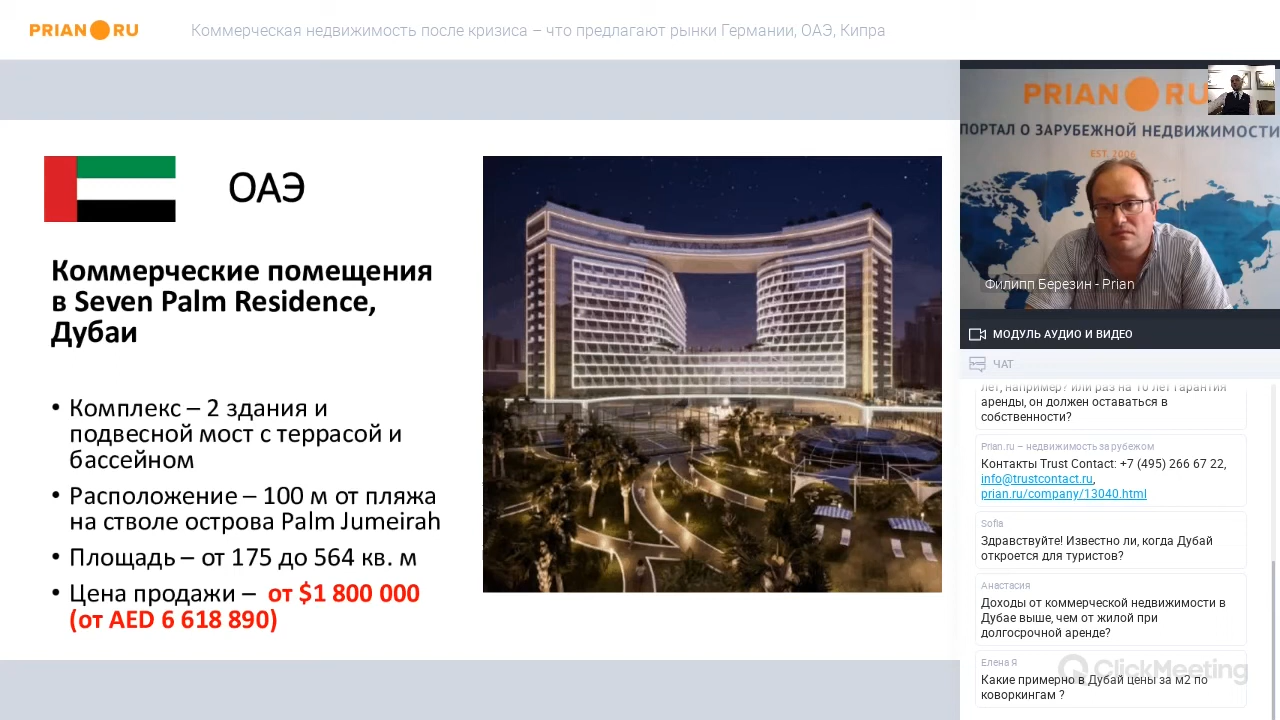 PRIAN RU
Коммерческая недвижимость после кризиса – что предлагают рынки Германии, ОАЭ, Кипра
ОАЭ
Коммерческие помещения
в Seven Palm Residence,
Дубаи
• Комплекс – 2 здания и
подвесной мост с террасой и
бассейном
• Расположение – 100 м от пляжа
на стволе острова Palm Jumeirah
• Площадь – от 175 до 564 кв. м
• Цена продажи – от $1 800 000
(от AED 6 618 890)
PRIAN RU
ПОРТАЛ О ЗАРУБЕЖНОЙ НЕДВИЖИМОСТИ
EST. 2006
Филипп Березин - Prian
МОДУЛЬ АУДИО И ВИДЕО
ЧАТ
лет, например? или раз на 10 лет гарантия
аренды, он должен оставаться в
собственности?
Prian.ru – недвижимость за рубежом
Контакты Trust Contact: +7 (495) 266 67 22,
info@trustcontact.ru,
prian.ru/company/13040.html
Sofia
Здравствуйте! Известно ли, когда Дубай
откроется для туристов?
Анастасия
Доходы от коммерческой недвижимости в
Дубае выше, чем от жилой при
долгосрочной аренде?
Елена Я
Какие примерно в Дубай цены за м2 по
коворкингам ?
ClickMeeting